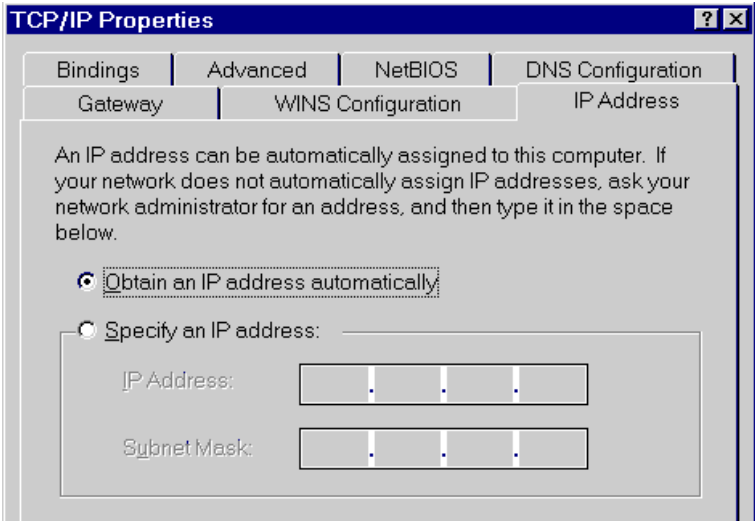 TCP/IP Properties
Bindings Advanced NetBIOS DNS Configuration
Gateway WINS Configuration IP Address
An IP address can be automatically assigned to this computer. If
your network does not automatically assign IP addresses, ask your
network administrator for an address, and then type it in the space
below.
Obtain an IP address automatically
Specify an IP address:
IP Address: . . .
Subnet Mask: . . .